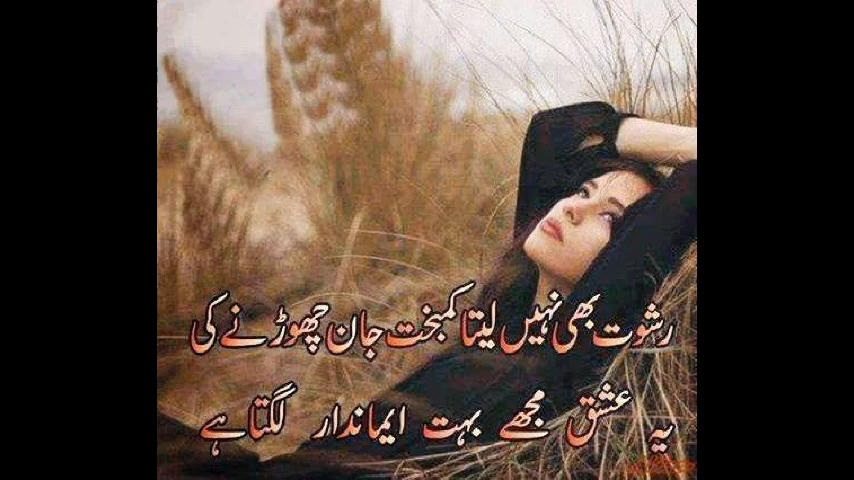 رشوت بھی نہیں لیتا کمبخت جان چھوڑنے کی
یہ عشق مجھے بہت ایماندار لگتا ہے